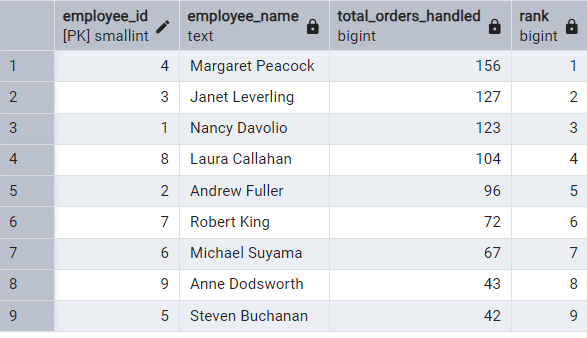 employee_id employee_name total_orders_handled rank
[PK] smallint text bigint bigint
1 4 Margaret Peacock 156 1
2 3 Janet Leverling 127 2
3 1 Nancy Davolio 123 3
4 8 Laura Callahan 104 4
5 2 Andrew Fuller 96 5
6 7 Robert King 72 6
7 6 Michael Suyama 67 7
8 9 Anne Dodsworth 43 8
9 5 Steven Buchanan 42 9